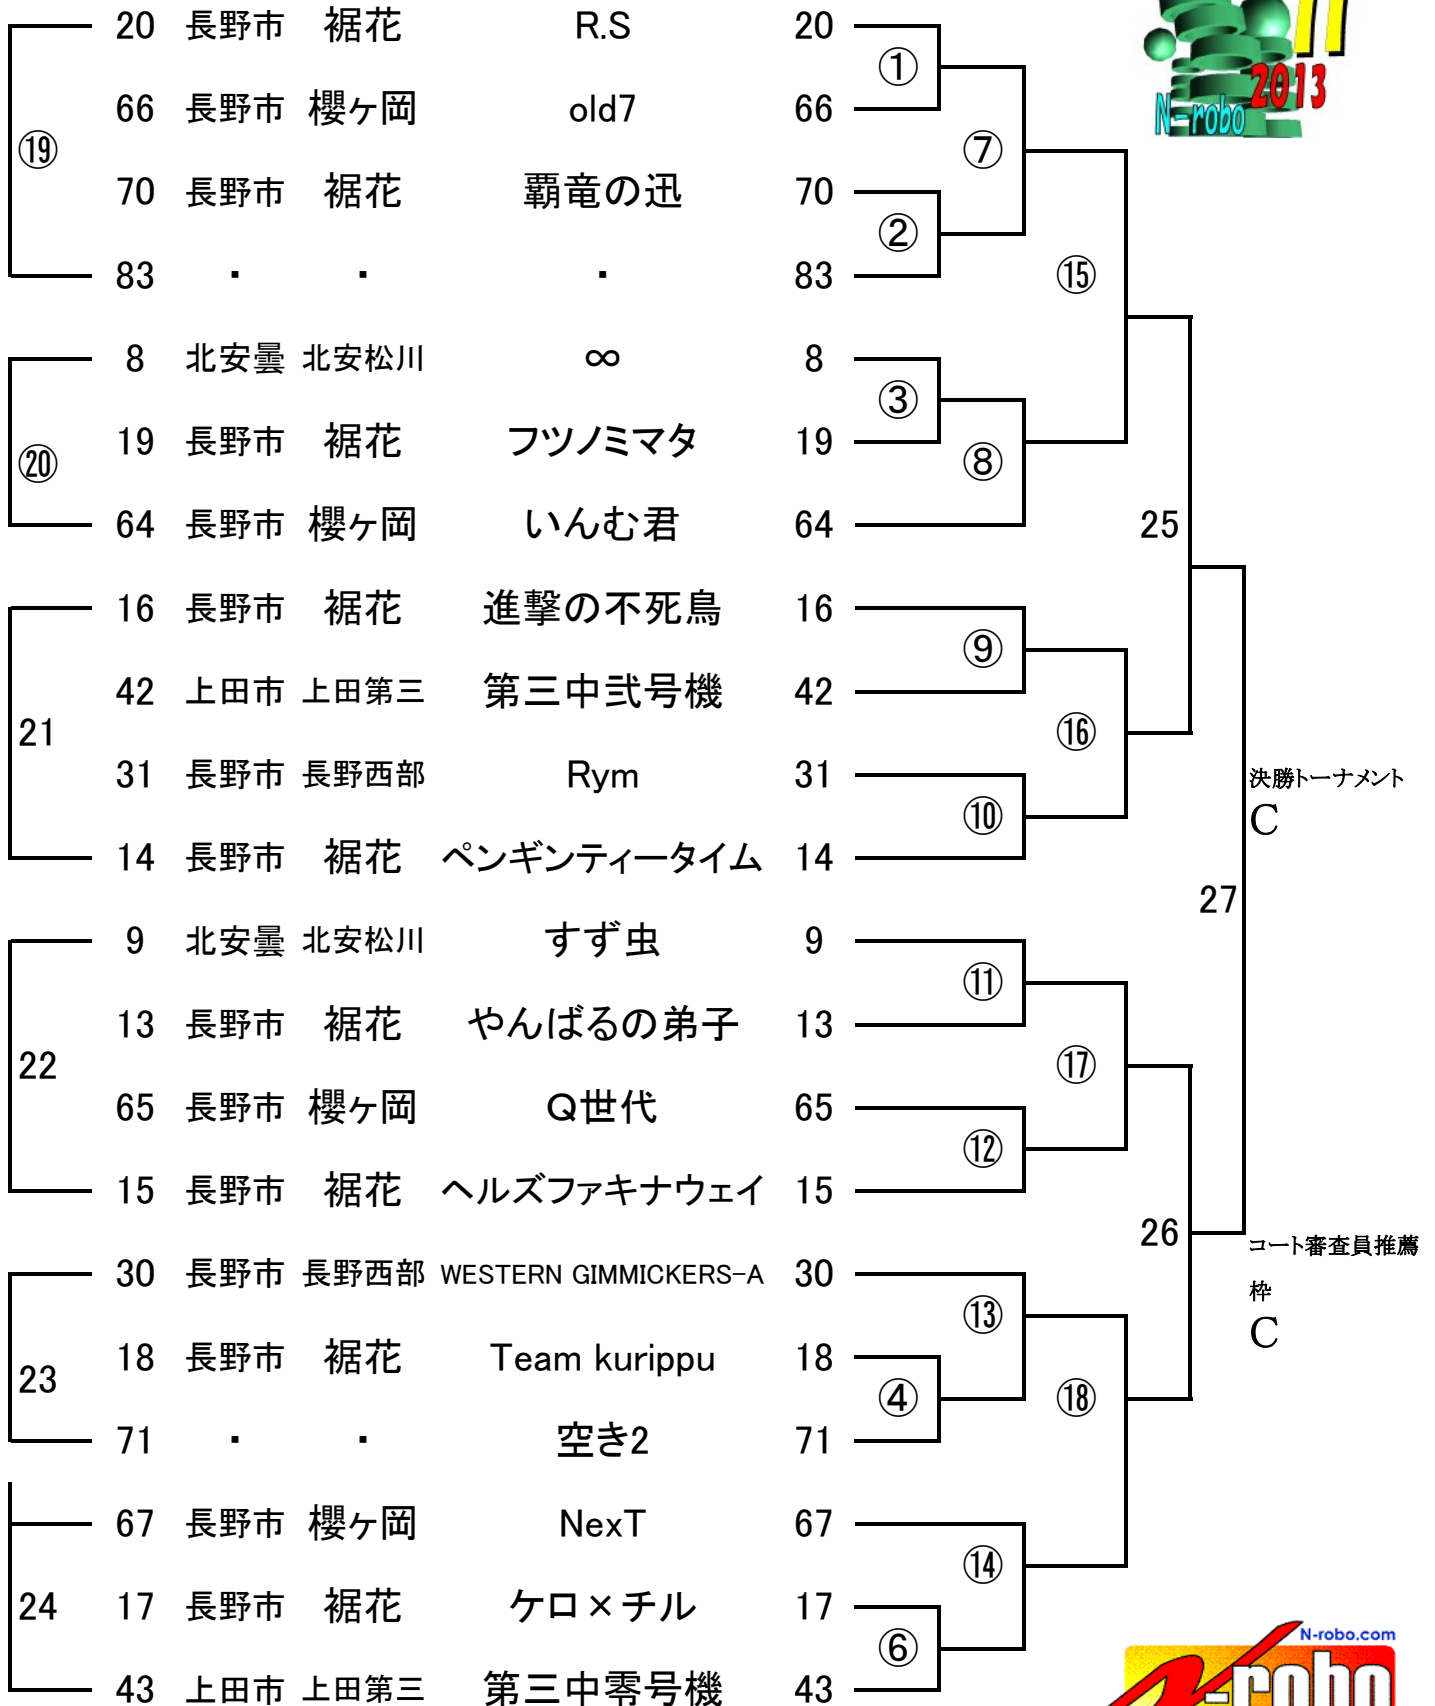 20 長野市 裾花 R.S 20
①
66 長野市 櫻ヶ岡 old7 66
⑲
⑦
70 長野市 裾花 覇竜の迅 70
②
83 ・ ・ ・ 83
⑮
8 北安曇 北安松川 ∞ 8
③
19 長野市 裾花 フツノミマタ 19
⑳
⑧
64 長野市 櫻ヶ岡 いんむ君 64
25
16 長野市 裾花 進撃の不死鳥 16
⑨
42 上田市 上田第三 第三中弐号機 42
21
⑯
31 長野市 長野西部 Rym 31
決勝トーナメント
C
⑩
14 長野市 裾花 ペンギンティータイム 14
27
9 北安曇 北安松川 すず虫 9
⑪
13 長野市 裾花 やんばるの弟子 13
22
⑰
65 長野市 櫻ヶ岡 Q世代 65
⑫
15 長野市 裾花 ヘルズファキナウェイ 15
26
コート審査員推薦
枠
C
30 長野市 長野西部 WESTERN GIMMICKERS-A 30
⑬
18 長野市 裾花 Team kurippu 18
23
④
⑱
71 ・ ・ 空き2 71
67 長野市 櫻ヶ岡 NexT 67
⑭
24
17 長野市 裾花 ケロ×チル 17
⑥
43 上田市 上田第三 第三中零号機 43
11
2013
N-robo
N-robo.com
N-robo